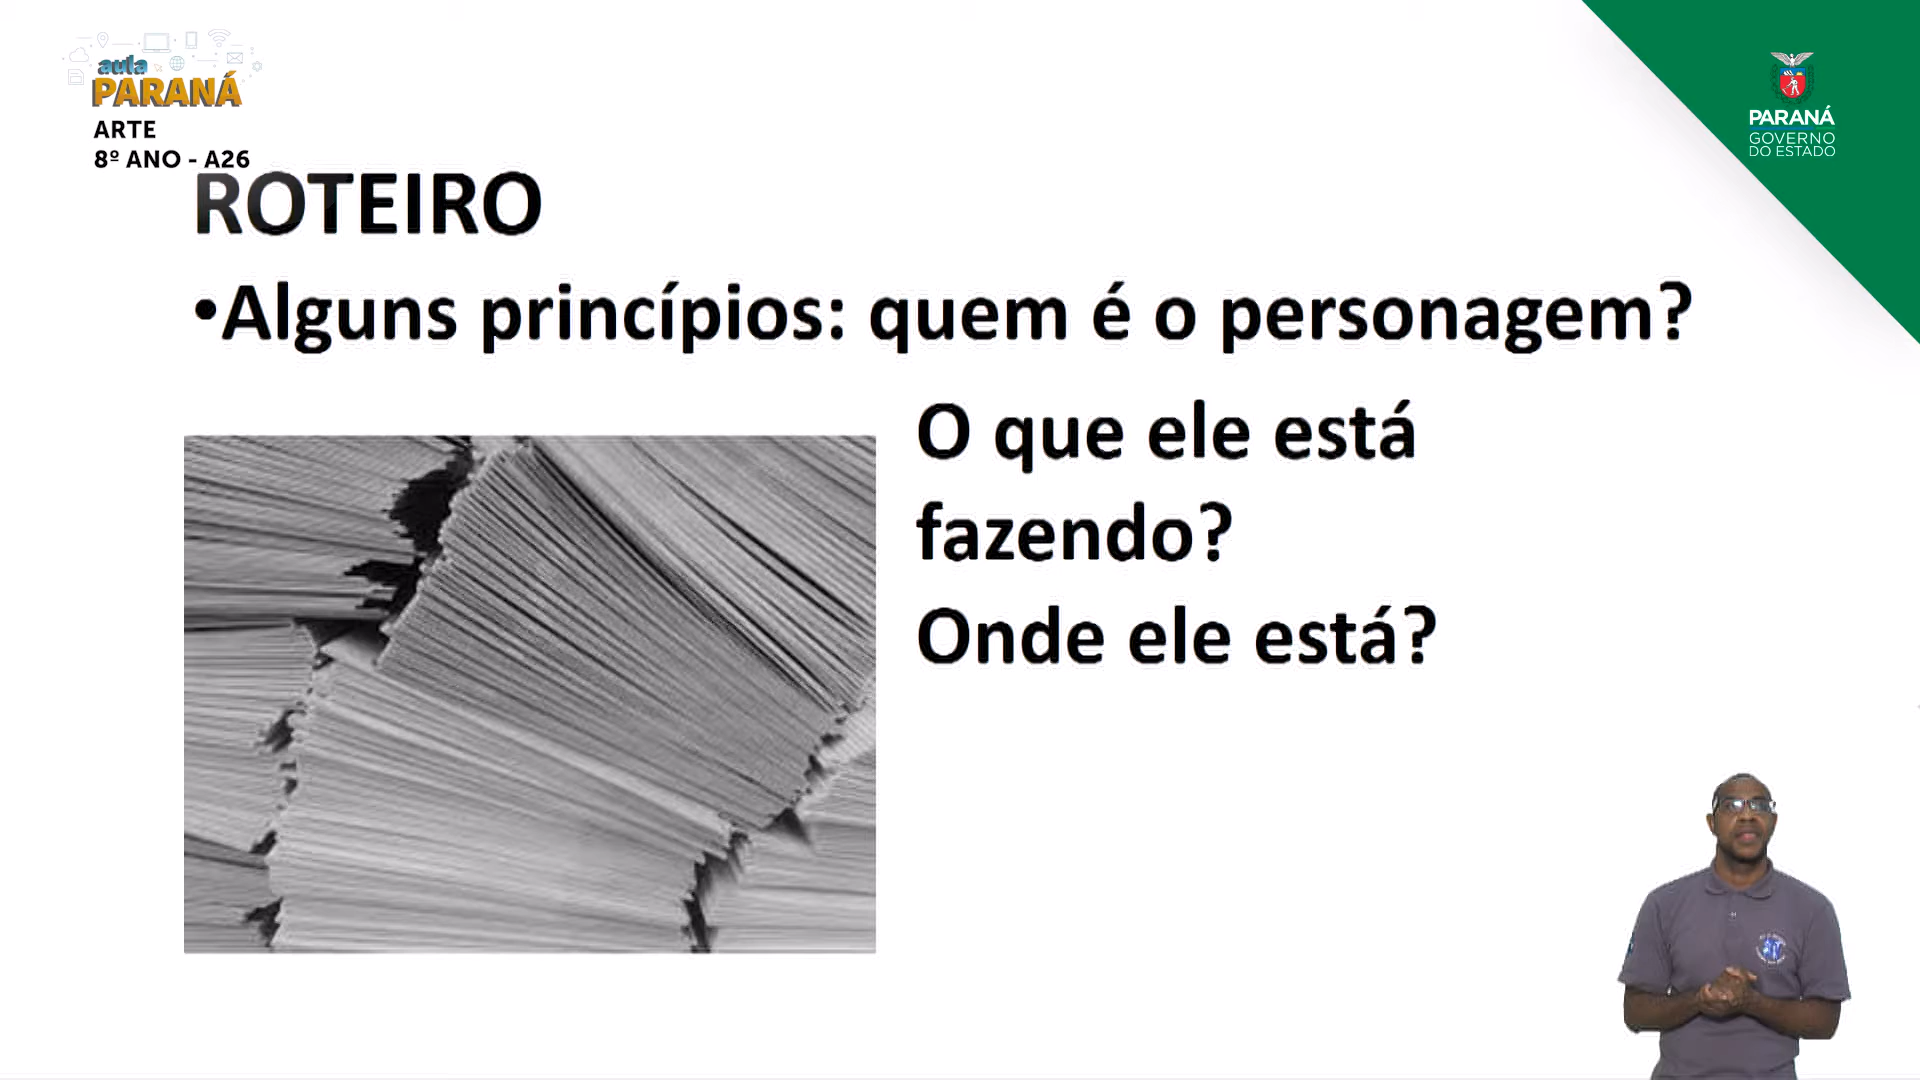 aula
PARANÁ
ARTE
8º ANO - A26
PARANÁ
GOVERNO
DO ESTADO
ROTEIRO
•Alguns princípios: quem é o personagem?
O que ele está
fazendo?
Onde ele está?